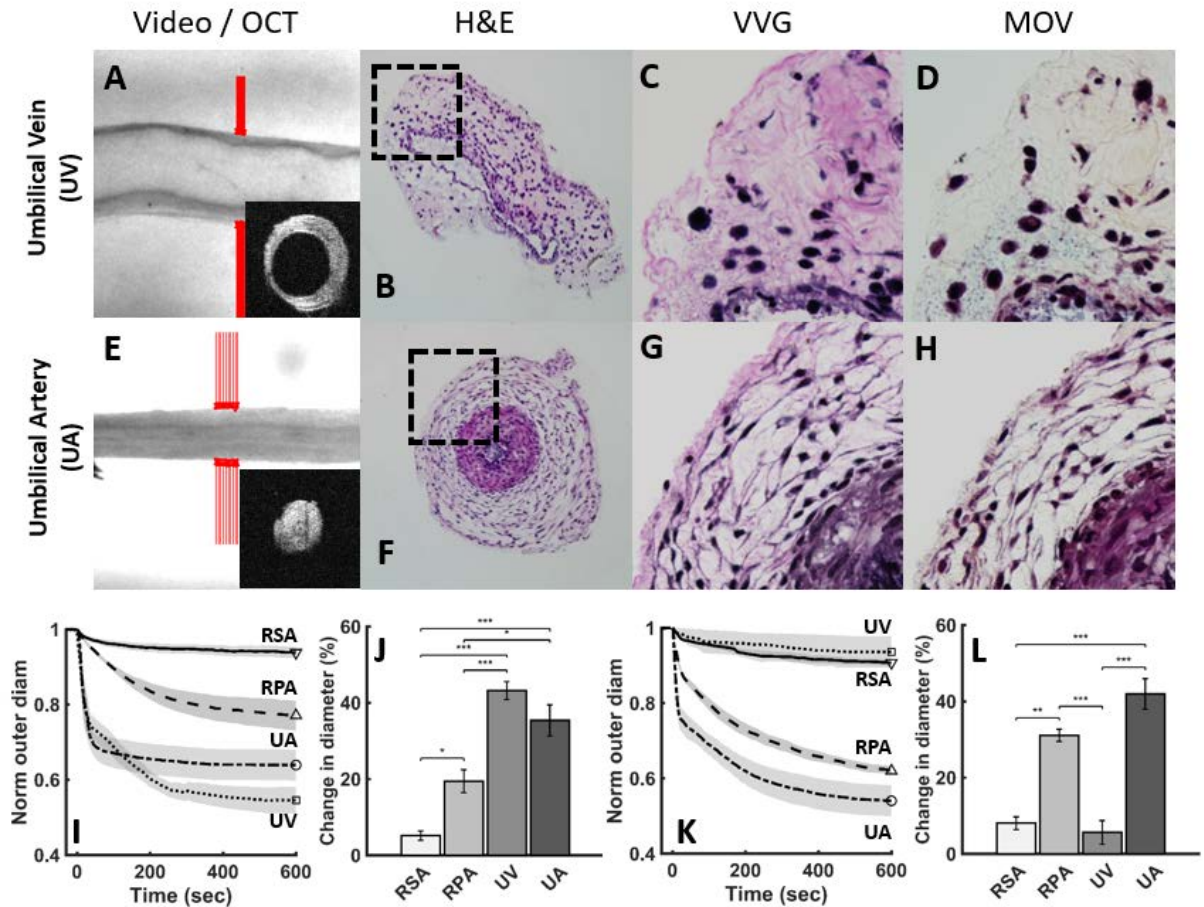 Video / OCT H&E VVG MOV
Umbilical Vein
(UV)
A
B
C
D
Umbilical Artery
(UA)
E
F
G
H
Norm outer diam
1
0.8
0.6
0.4
I
RSA
RPA
UA
UV
0 200 400 600
Time (sec)
Change in diameter (%)
60
40
20
0
J
***
*
***
***
*
RSA RPA UV UA
Norm outer diam
1
0.8
0.6
0.4
K
UV
RSA
RPA
UA
0 200 400 600
Time (sec)
Change in diameter (%)
60
40
20
0
L
***
***
***
**
RSA RPA UV UA